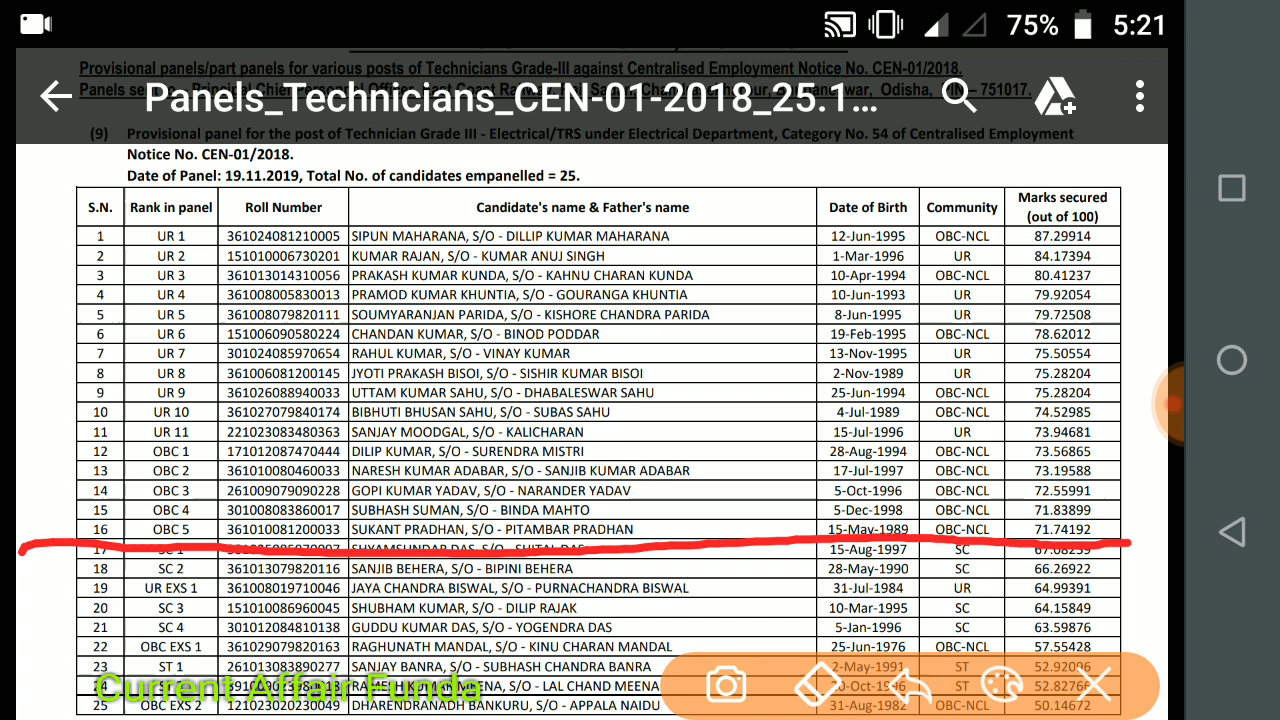 75% 5:21
Provisional panels/part panels for various posts of Technicians Grade-III against Centralised Employment Notice No. CEN-01/2018.
Panels_Technicians_CEN-01-2018_25.1...
(9) Provisional panel for the post of Technician Grade III - Electrical/TRS under Electrical Department, Category No. 54 of Centralised Employment
Notice No. CEN-01/2018.
Date of Panel: 19.11.2019, Total No. of candidates empanelled = 25.
S.N. Rank in panel Roll Number Candidate's name & Father's name Date of Birth Community Marks secured (out of 100)
1 UR 1 361024081210005 SIPUN MAHARANA, S/O - DILLIP KUMAR MAHARANA 12-Jun-1995 OBC-NCL 87.29914
2 UR 2 151010006730201 KUMAR RAJAN, S/O - KUMAR ANUJ SINGH 1-Mar-1996 UR 84.17394
3 UR 3 361013014310056 PRAKASH KUMAR KUNDA, S/O - KAHNU CHARAN KUNDA 10-Apr-1994 OBC-NCL 80.41237
4 UR 4 361008005830013 PRAMOD KUMAR KHUNTIA, S/O - GOURANGA KHUNTIA 10-Jun-1993 UR 79.92054
5 UR 5 361008079820111 SOUMYARANJAN PARIDA, S/O - KISHORE CHANDRA PARIDA 8-Jun-1995 UR 79.72508
6 UR 6 151006090580224 CHANDAN KUMAR, S/O - BINOD PODDAR 19-Feb-1995 OBC-NCL 78.62012
7 UR 7 301024085970654 RAHUL KUMAR, S/O - VINAY KUMAR 13-Nov-1995 UR 75.50554
8 UR 8 361006081200145 JYOTI PRAKASH BISOI, S/O - SISHIR KUMAR BISOI 2-Nov-1989 UR 75.28204
9 UR 9 361026088940033 UTTAM KUMAR SAHU, S/O - DHABALESWAR SAHU 25-Jun-1994 OBC-NCL 75.28204
10 UR 10 361027079840174 BIBHUTI BHUSAN SAHU, S/O - SUBAS SAHU 4-Jul-1989 OBC-NCL 74.52985
11 UR 11 221023083480363 SANJAY MOODGAL, S/O - KALICHARAN 15-Jul-1996 UR 73.94681
12 OBC 1 171012087470444 DILIP KUMAR, S/O - SURENDRA MISTRI 28-Aug-1994 OBC-NCL 73.56865
13 OBC 2 361010080460033 NARESH KUMAR ADABAR, S/O - SANJIB KUMAR ADABAR 17-Jul-1997 OBC-NCL 73.19588
14 OBC 3 261009079090228 GOPI KUMAR YADAV, S/O - NARANDER YADAV 5-Oct-1996 OBC-NCL 72.55991
15 OBC 4 301008083860017 SUBHASH SUMAN, S/O - BINDA MAHTO 5-Dec-1998 OBC-NCL 71.83899
16 OBC 5 361010081200033 SUKANT PRADHAN, S/O - PITAMBAR PRADHAN 15-May-1989 OBC-NCL 71.74192
17 SC 1 SHYAMSUNDAR DAS, S/O - SHITAL DAS 15-Aug-1997 SC 67.08259
18 SC 2 361013079820116 SANJIB BEHERA, S/O - BIPINI BEHERA 28-May-1990 SC 66.26922
19 UR EXS 1 361008019710046 JAYA CHANDRA BISWAL, S/O - PURNACHANDRA BISWAL 31-Jul-1984 UR 64.99391
20 SC 3 151010086960045 SHUBHAM KUMAR, S/O - DILIP RAJAK 10-Mar-1995 SC 64.15849
21 SC 4 301012084810138 GUDDU KUMAR DAS, S/O - YOGENDRA DAS 5-Jan-1996 SC 63.59876
22 OBC EXS 1 361029079820163 RAGHUNATH MANDAL, S/O - KINU CHARAN MANDAL 25-Jun-1976 OBC-NCL 57.55428
23 ST 1 261013083890277 SANJAY BANRA, S/O - SUBHASH CHANDRA BANRA 2-May-1991 ST 52.92096
24 RAMESH KUMAR MEENA, S/O - LAL CHAND MEENA ST 52.82766
25 OBC EXS 2 121023020230049 DHARENDRANADH BANKURU, S/O - APPALA NAIDU 31-Aug-1982 OBC-NCL 50.14672
Current Affair Funda